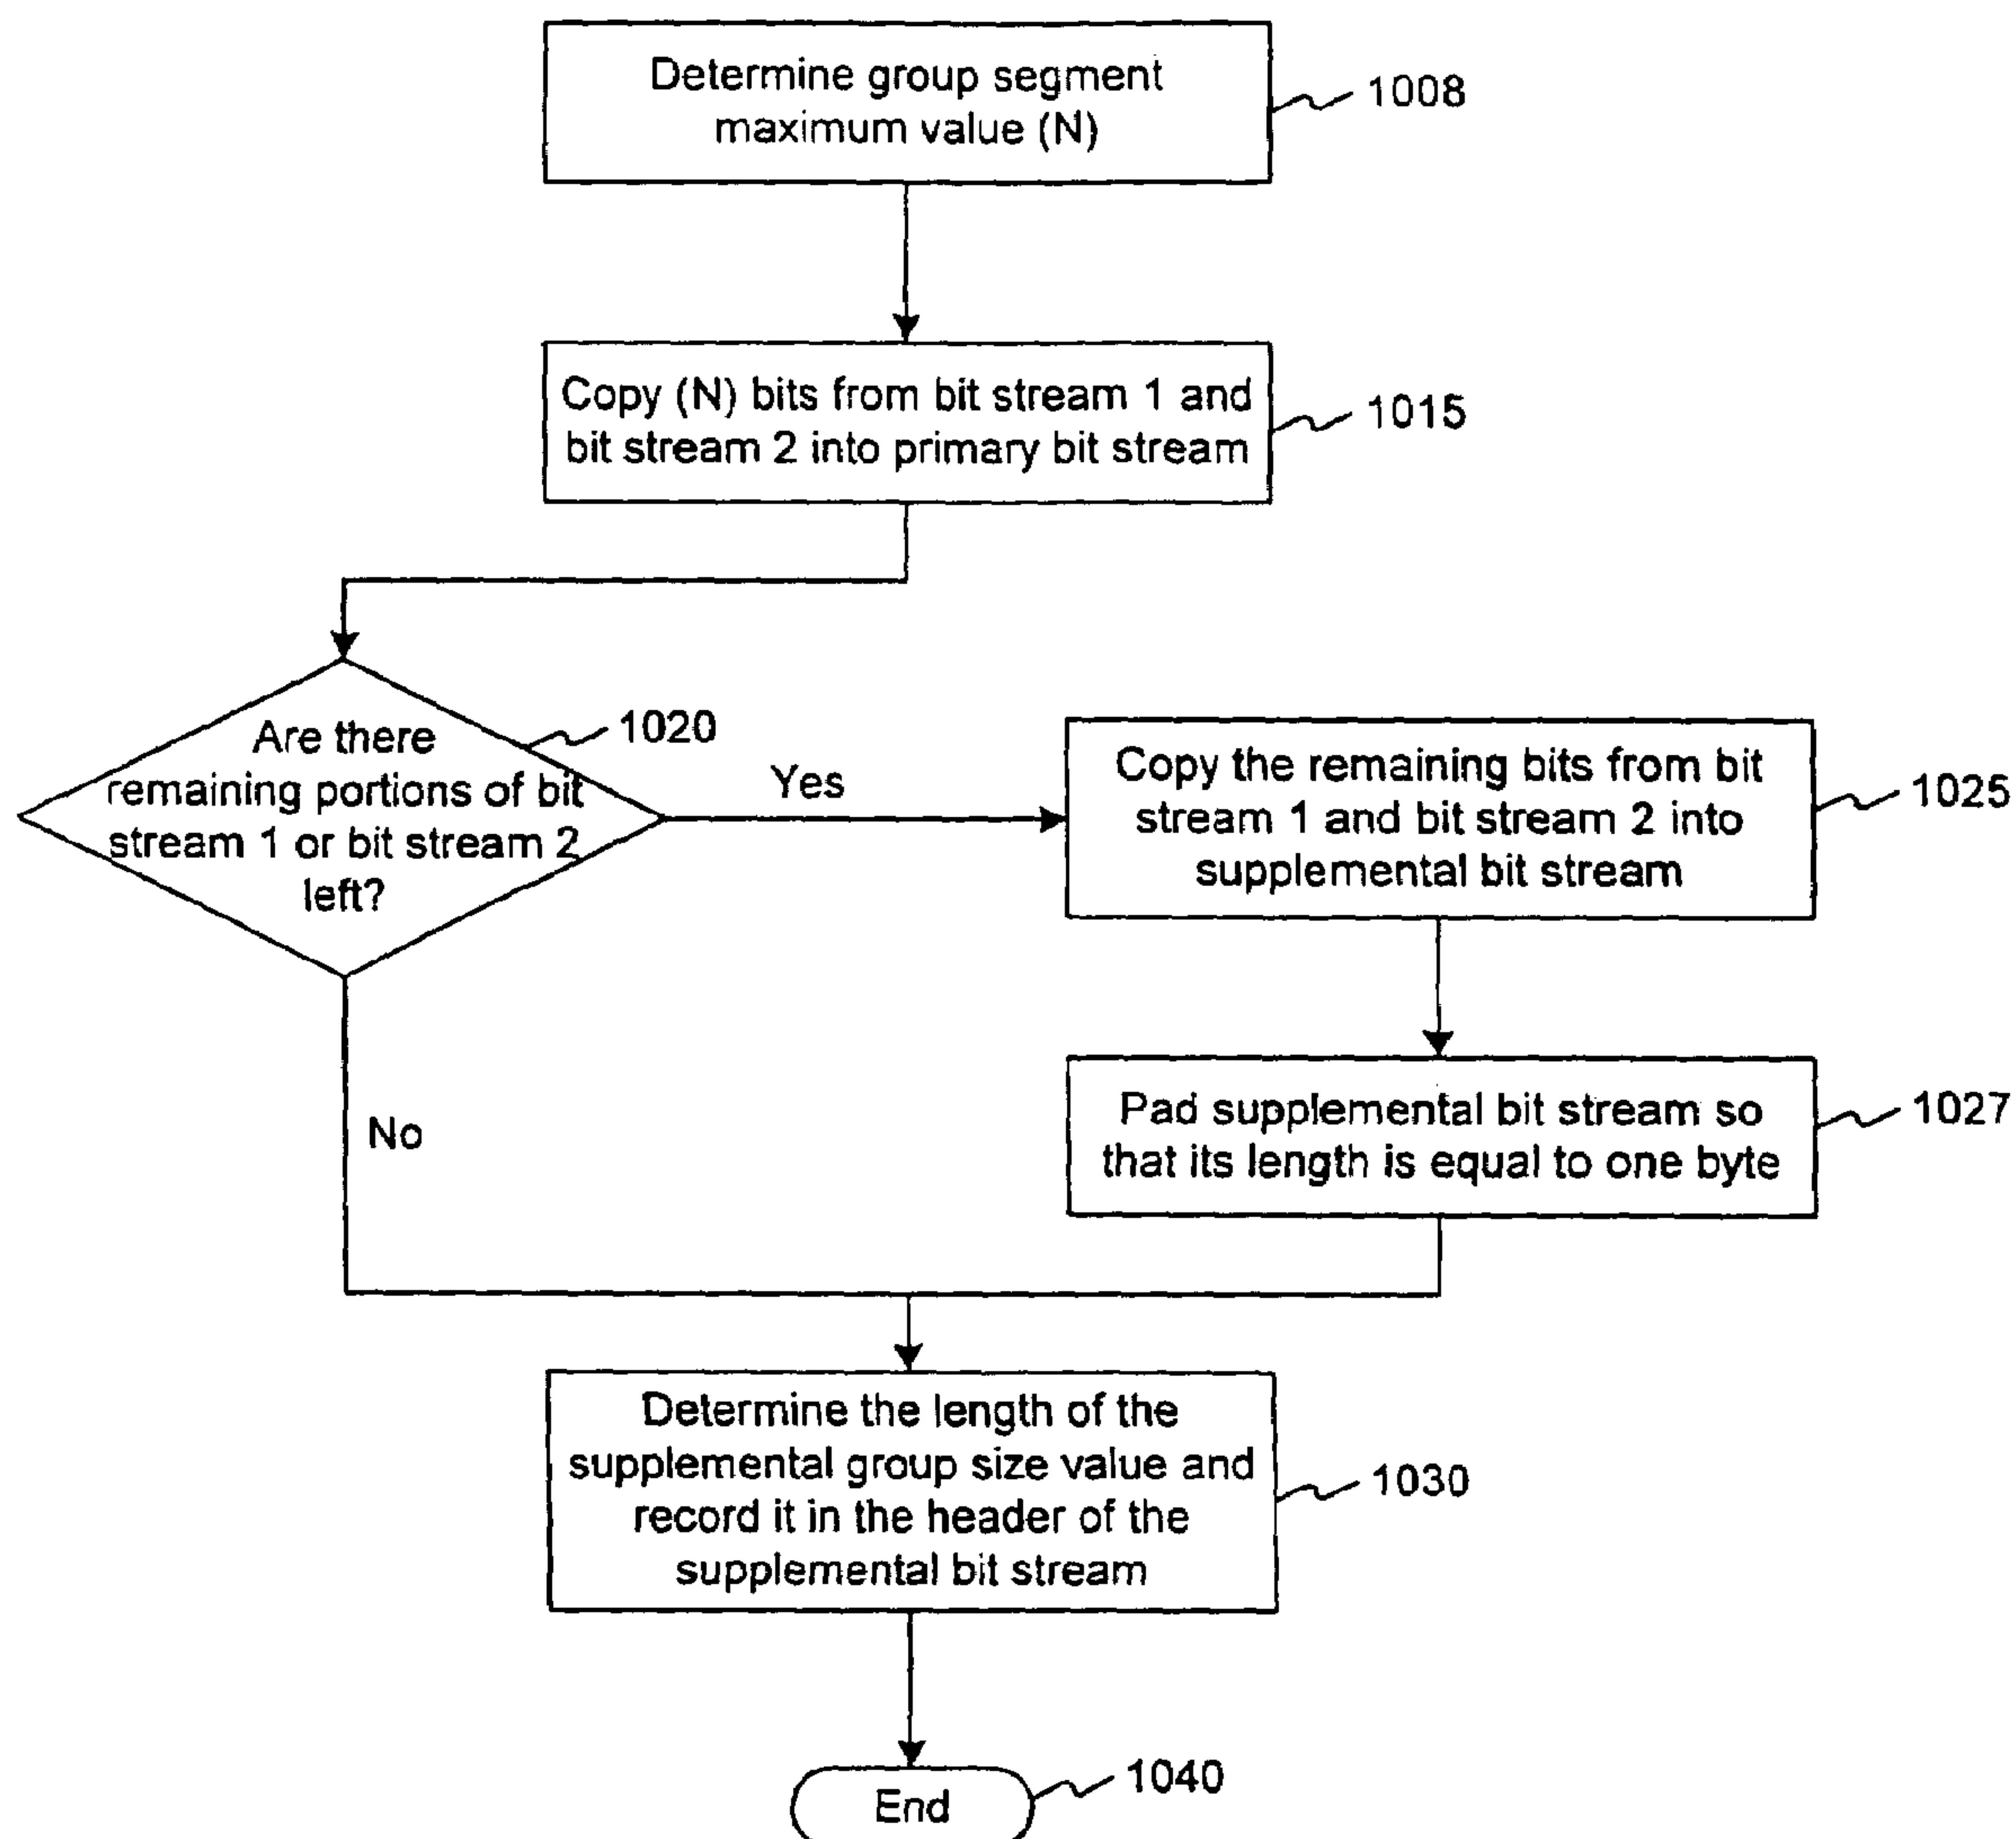 Determine group segment
maximum value (N)
1008
Copy (N) bits from bit stream 1 and
bit stream 2 into primary bit stream
1015
Are there
remaining portions of bit
stream 1 or bit stream 2
left?
1020
Yes
Copy the remaining bits from bit
stream 1 and bit stream 2 into
supplemental bit stream
1025
Pad supplemental bit stream so
that its length is equal to one byte
1027
No
Determine the length of the
supplemental group size value and
record it in the header of the
supplemental bit stream
1030
End
1040